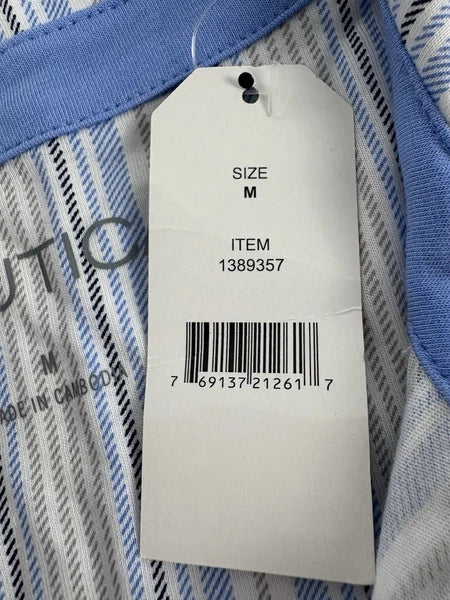 SIZE
M
ITEM
1389357
7 69137 21261 7
UTIC
M
ADE IN CAMBOD